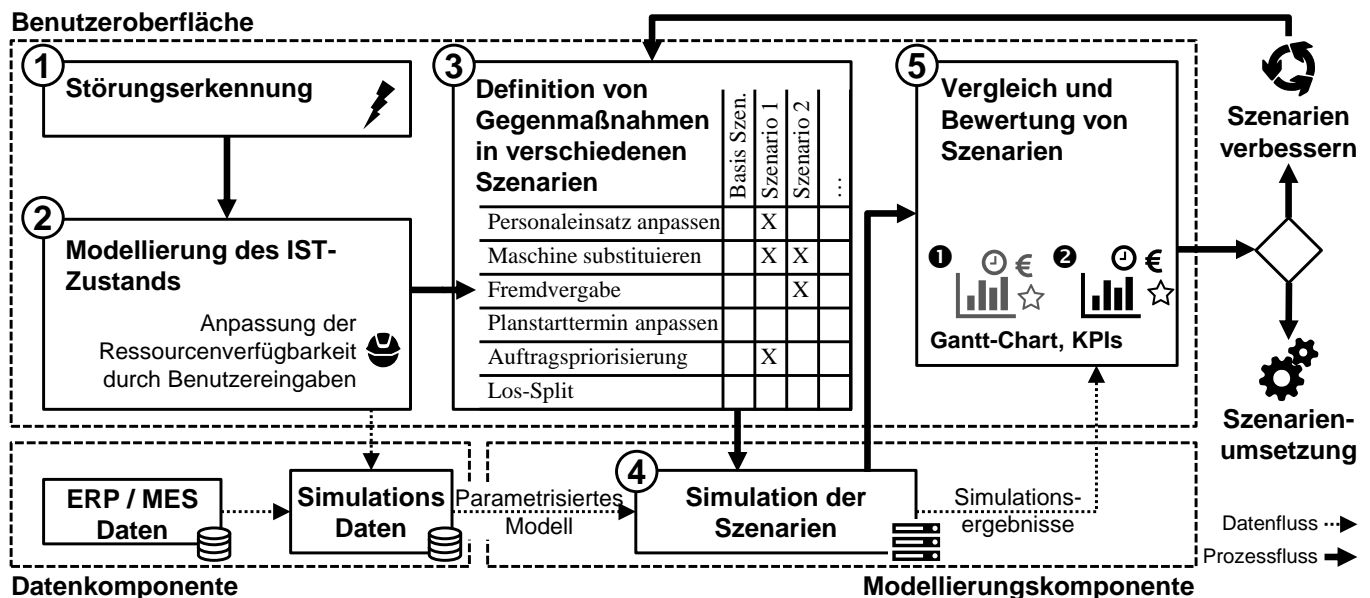 Benutzeroberfläche
1
Störungserkennung
2
Modellierung des IST-
Zustands
Anpassung der
Ressourcenverfügbarkeit
durch Benutzereingaben
3
Definition von
Gegenmaßnahmen
in verschiedenen
Szenarien
Basis Szen.
Szenario 1
Szenario 2
…
Personaleinsatz anpassen X
Maschine substituieren X X
Fremdvergabe X
Planstarttermin anpassen
Auftragspriorisierung X
Los-Split
5
Vergleich und
Bewertung von
Szenarien
1 € 2 €
Gantt-Chart, KPIs
Szenarien
verbessern
Szenarien-
umsetzung
ERP / MES
Daten
Simulations
Daten
Parametrisiertes
Modell
4
Simulation der
Szenarien
Simulations-
ergebnisse
Datenfluss
Prozessfluss
Datenkomponente
Modellierungskomponente